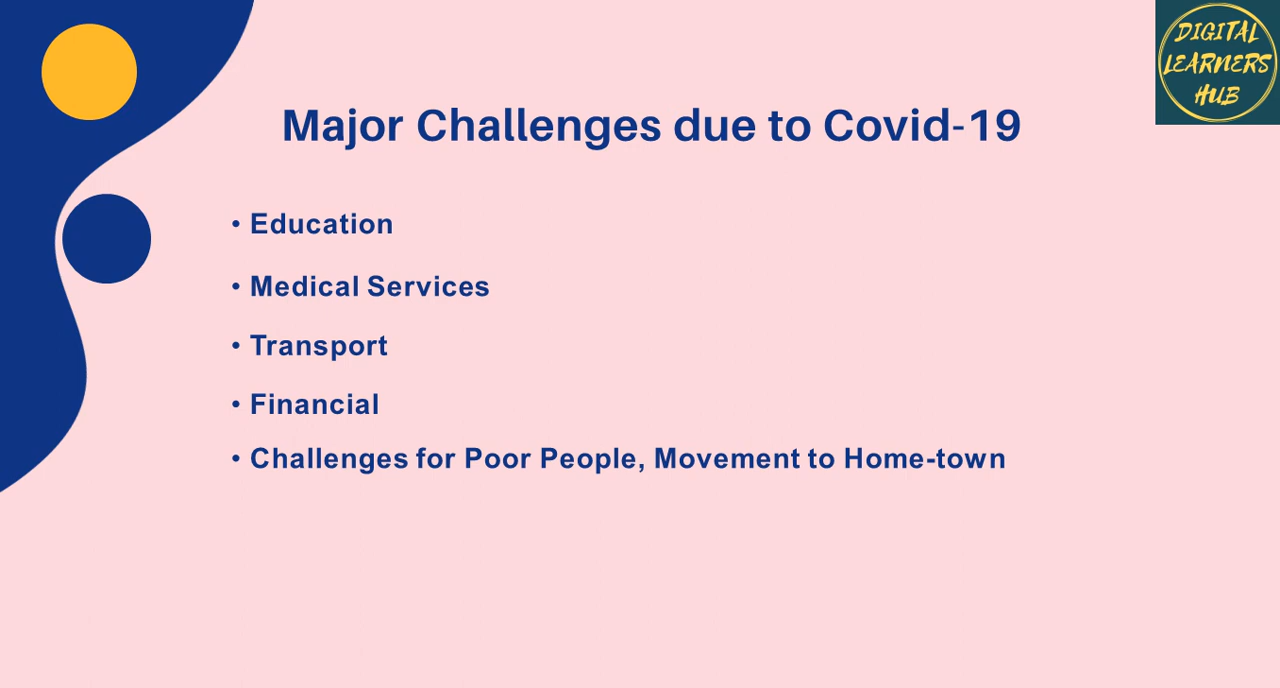 DIGITAL
LEARNERS
HUB
Major Challenges due to Covid-19
• Education
• Medical Services
• Transport
• Financial
• Challenges for Poor People, Movement to Home-town